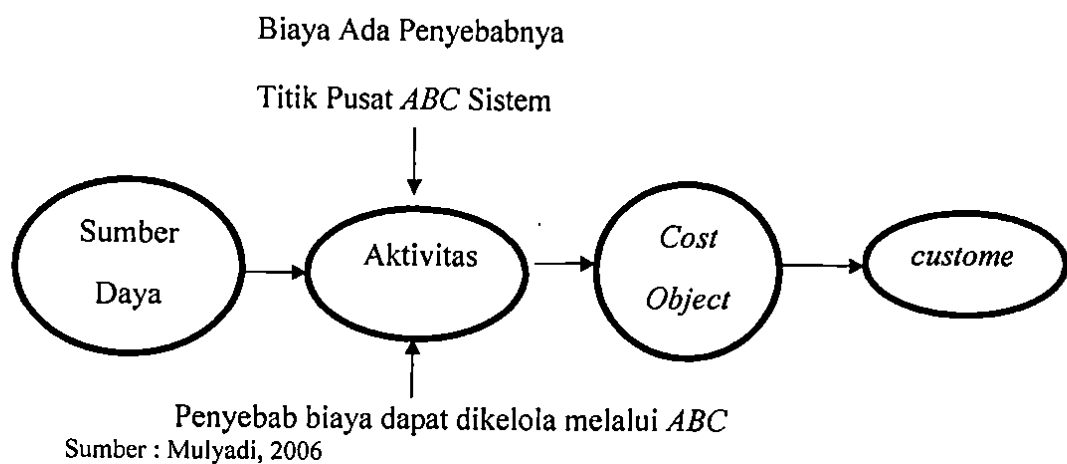 Biaya Ada Penyebabnya
Titik Pusat ABC Sistem
Sumber
Daya
Aktivitas
Cost
Object
custome
Penyebab biaya dapat dikelola melalui ABC
Sumber : Mulyadi, 2006